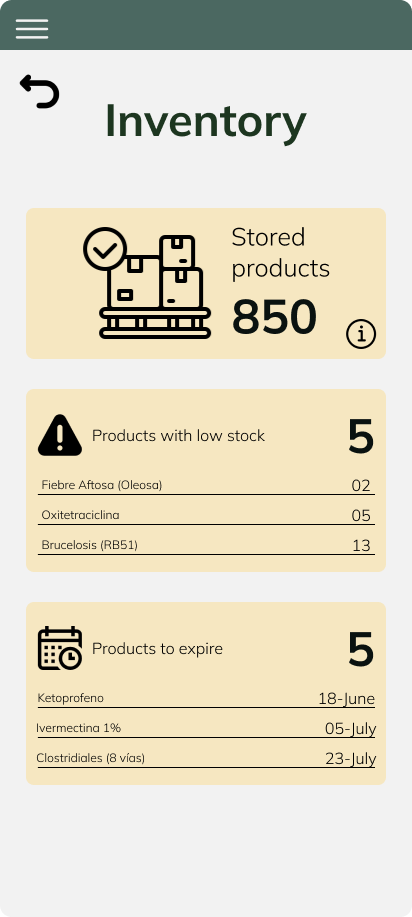 Inventory
Stored
products
850
Products with low stock 5
Fiebre Aftosa (Oleosa) 02
Oxitetraciclina 05
Brucelosis (RB51) 13
Products to expire 5
Ketoprofeno 18-June
Ivermectina 1% 05-July
Clostridiales (8 vías) 23-July